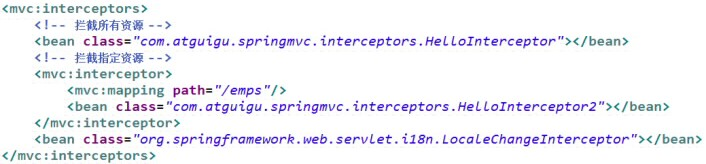 <mvc:interceptors>
<!-- 拦截所有资源 -->
<bean class="com.atguigu.springmvc.interceptors.HelloInterceptor"></bean>
<!-- 拦截指定资源 -->
<mvc:interceptor>
<mvc:mapping path="/emps"/>
<bean class="com.atguigu.springmvc.interceptors.HelloInterceptor2"></bean>
</mvc:interceptor>
<bean class="org.springframework.web.servlet.i18n.LocaleChangeInterceptor"></bean>
</mvc:interceptors>